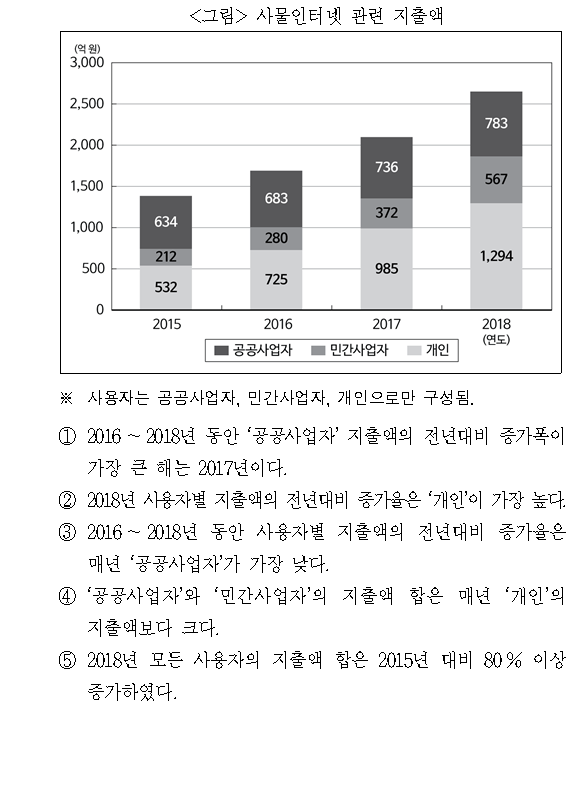 <그림> 사물인터넷 관련 지출액
(억 원)
3,000
2,500
2,000
1,500
1,000
500
0
634
212
532
683
280
725
736
372
985
783
567
1,294
2015 2016 2017 2018
(연도)
공공사업자 민간사업자 개인
※ 사용자는 공공사업자, 민간사업자, 개인으로만 구성됨.
① 2016 ~ 2018년 동안 ‘공공사업자’ 지출액의 전년대비 증가폭이
가장 큰 해는 2017년이다.
② 2018년 사용자별 지출액의 전년대비 증가율은 ‘개인’이 가장 높다.
③ 2016 ~ 2018년 동안 사용자별 지출액의 전년대비 증가율은
매년 ‘공공사업자’가 가장 낮다.
④ ‘공공사업자’와 ‘민간사업자’의 지출액 합은 매년 ‘개인’의
지출액보다 크다.
⑤ 2018년 모든 사용자의 지출액 합은 2015년 대비 80 % 이상
증가하였다.